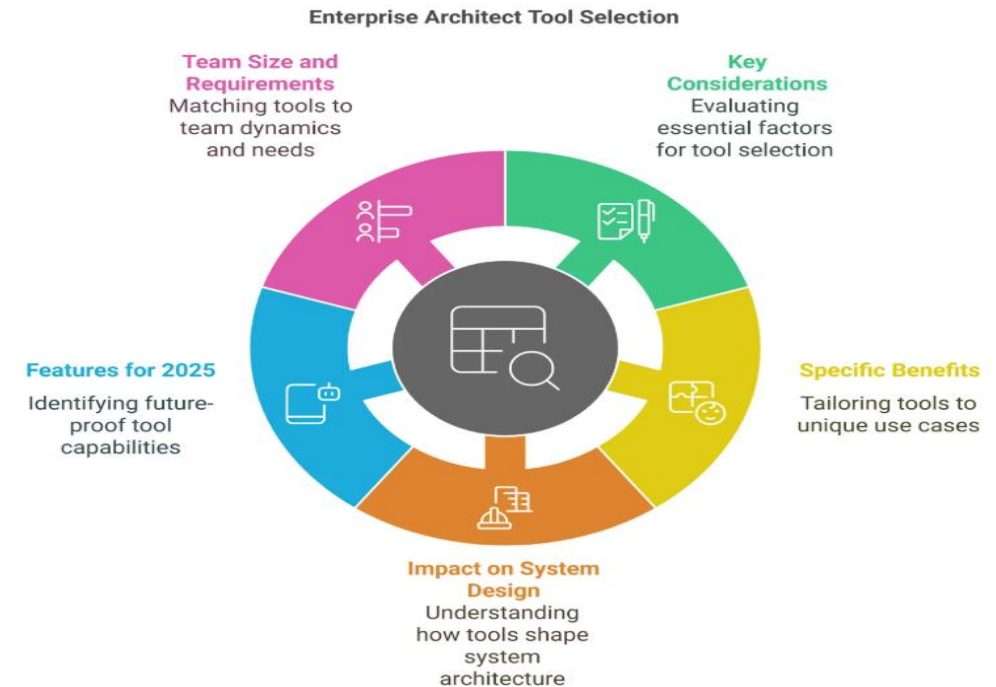 Enterprise Architect Tool Selection
Team Size and
Requirements
Matching tools to
team dynamics
and needs
Key
Considerations
Evaluating
essential factors
for tool selection
Features for 2025
Identifying future-
proof tool
capabilities
Specific Benefits
Tailoring tools to
unique use cases
Impact on System
Design
Understanding
how tools shape
system
architecture